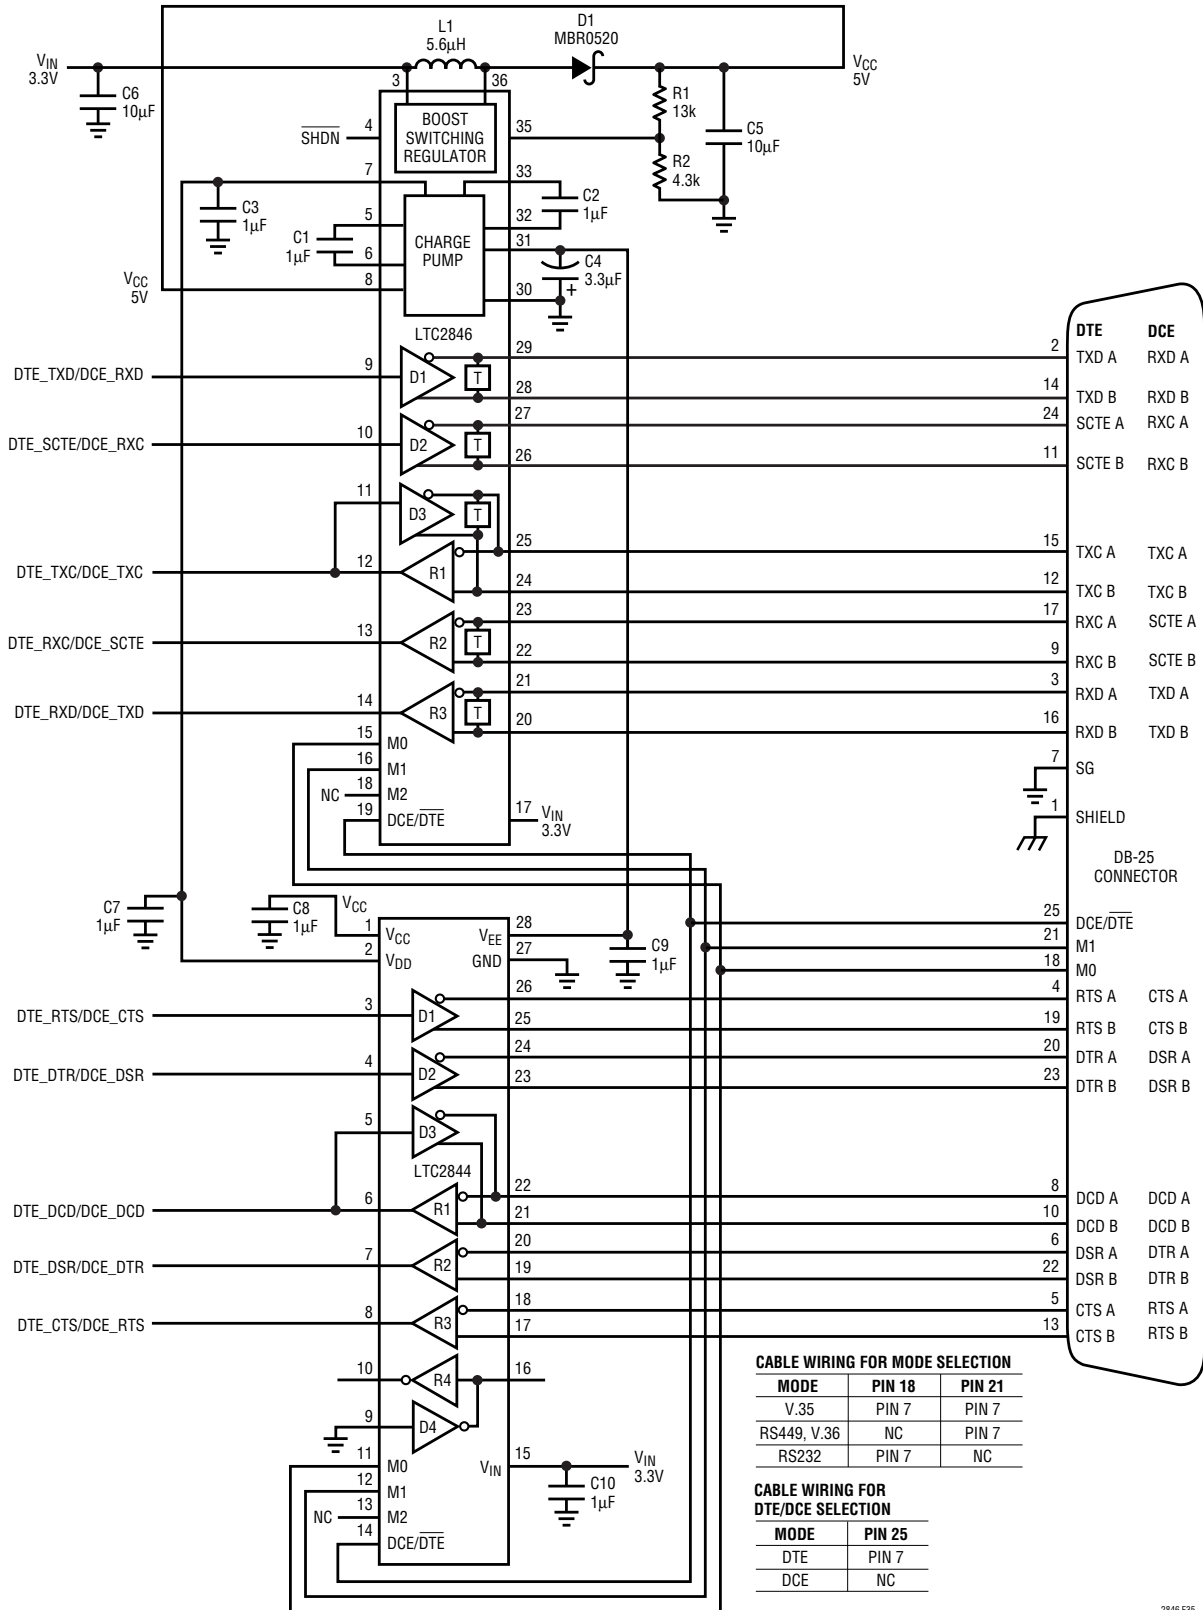 L1
5.6µH
D1
MBR0520
VIN
3.3V
3
36
VCC
5V
C6
10µF
R1
13k
BOOST
SWITCHING
REGULATOR
SHDN
4
35
C5
10µF
R2
4.3k
7
33
C3
1µF
C2
1µF
5
32
C1
1µF
CHARGE
PUMP
31
6
C4
3.3µF
+
VCC
5V
8
30
LTC2846
DTE
DCE
29
2
TXD A
RXD A
DTE_TXD/DCE_RXD
9
D1
T
28
14
TXD B
RXD B
27
24
SCTE A
RXC A
DTE_SCTE/DCE_RXC
10
D2
T
26
11
SCTE B
RXC B
11
D3
T
25
15
TXC A
TXC A
DTE_TXC/DCE_TXC
12
R1
24
12
TXC B
TXC B
23
17
RXC A
SCTE A
DTE_RXC/DCE_SCTE
13
R2
T
22
9
RXC B
SCTE B
21
3
RXD A
TXD A
DTE_RXD/DCE_TXD
14
R3
T
20
16
RXD B
TXD B
15
M0
7
SG
16
M1
NC
18
M2
19
DCE/DTE
17
VIN
3.3V
1
SHIELD
DB-25
CONNECTOR
C7
1µF
C8
1µF
VCC
1
VCC
VEE
28
25
DCE/DTE
2
VDD
GND
27
C9
1µF
21
M1
18
M0
26
4
RTS A
CTS A
DTE_RTS/DCE_CTS
3
D1
25
19
RTS B
CTS B
24
20
DTR A
DSR A
DTE_DTR/DCE_DSR
4
D2
23
23
DTR B
DSR B
5
D3
LTC2844
22
8
DCD A
DCD A
DTE_DCD/DCE_DCD
6
R1
21
10
DCD B
DCD B
20
6
DSR A
DTR A
DTE_DSR/DCE_DTR
7
R2
19
22
DSR B
DTR B
18
5
CTS A
RTS A
DTE_CTS/DCE_RTS
8
R3
17
13
CTS B
RTS B
10
R4
16
9
D4
11
M0
VIN
15
VIN
3.3V
C10
1µF
12
M1
NC
13
M2
14
DCE/DTE
CABLE WIRING FOR MODE SELECTION
MODE PIN 18 PIN 21
V.35 PIN 7 PIN 7
RS449, V.36 NC PIN 7
RS232 PIN 7 NC
CABLE WIRING FOR
DTE/DCE SELECTION
MODE PIN 25
DTE PIN 7
DCE NC
2846 F35